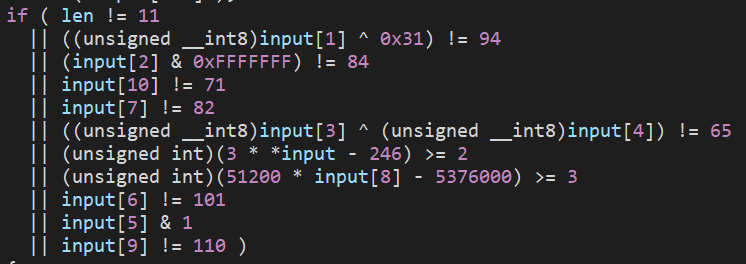 if ( len != 11
|| ((unsigned __int8)input[1] ^ 0x31) != 94
|| (input[2] & 0xFFFFFFF) != 84
|| input[10] != 71
|| input[7] != 82
|| ((unsigned __int8)input[3] ^ (unsigned __int8)input[4]) != 65
|| (unsigned int)(3 * *input - 246) >= 2
|| (unsigned int)(51200 * input[8] - 5376000) >= 3
|| input[6] != 101
|| input[5] & 1
|| input[9] != 110 )